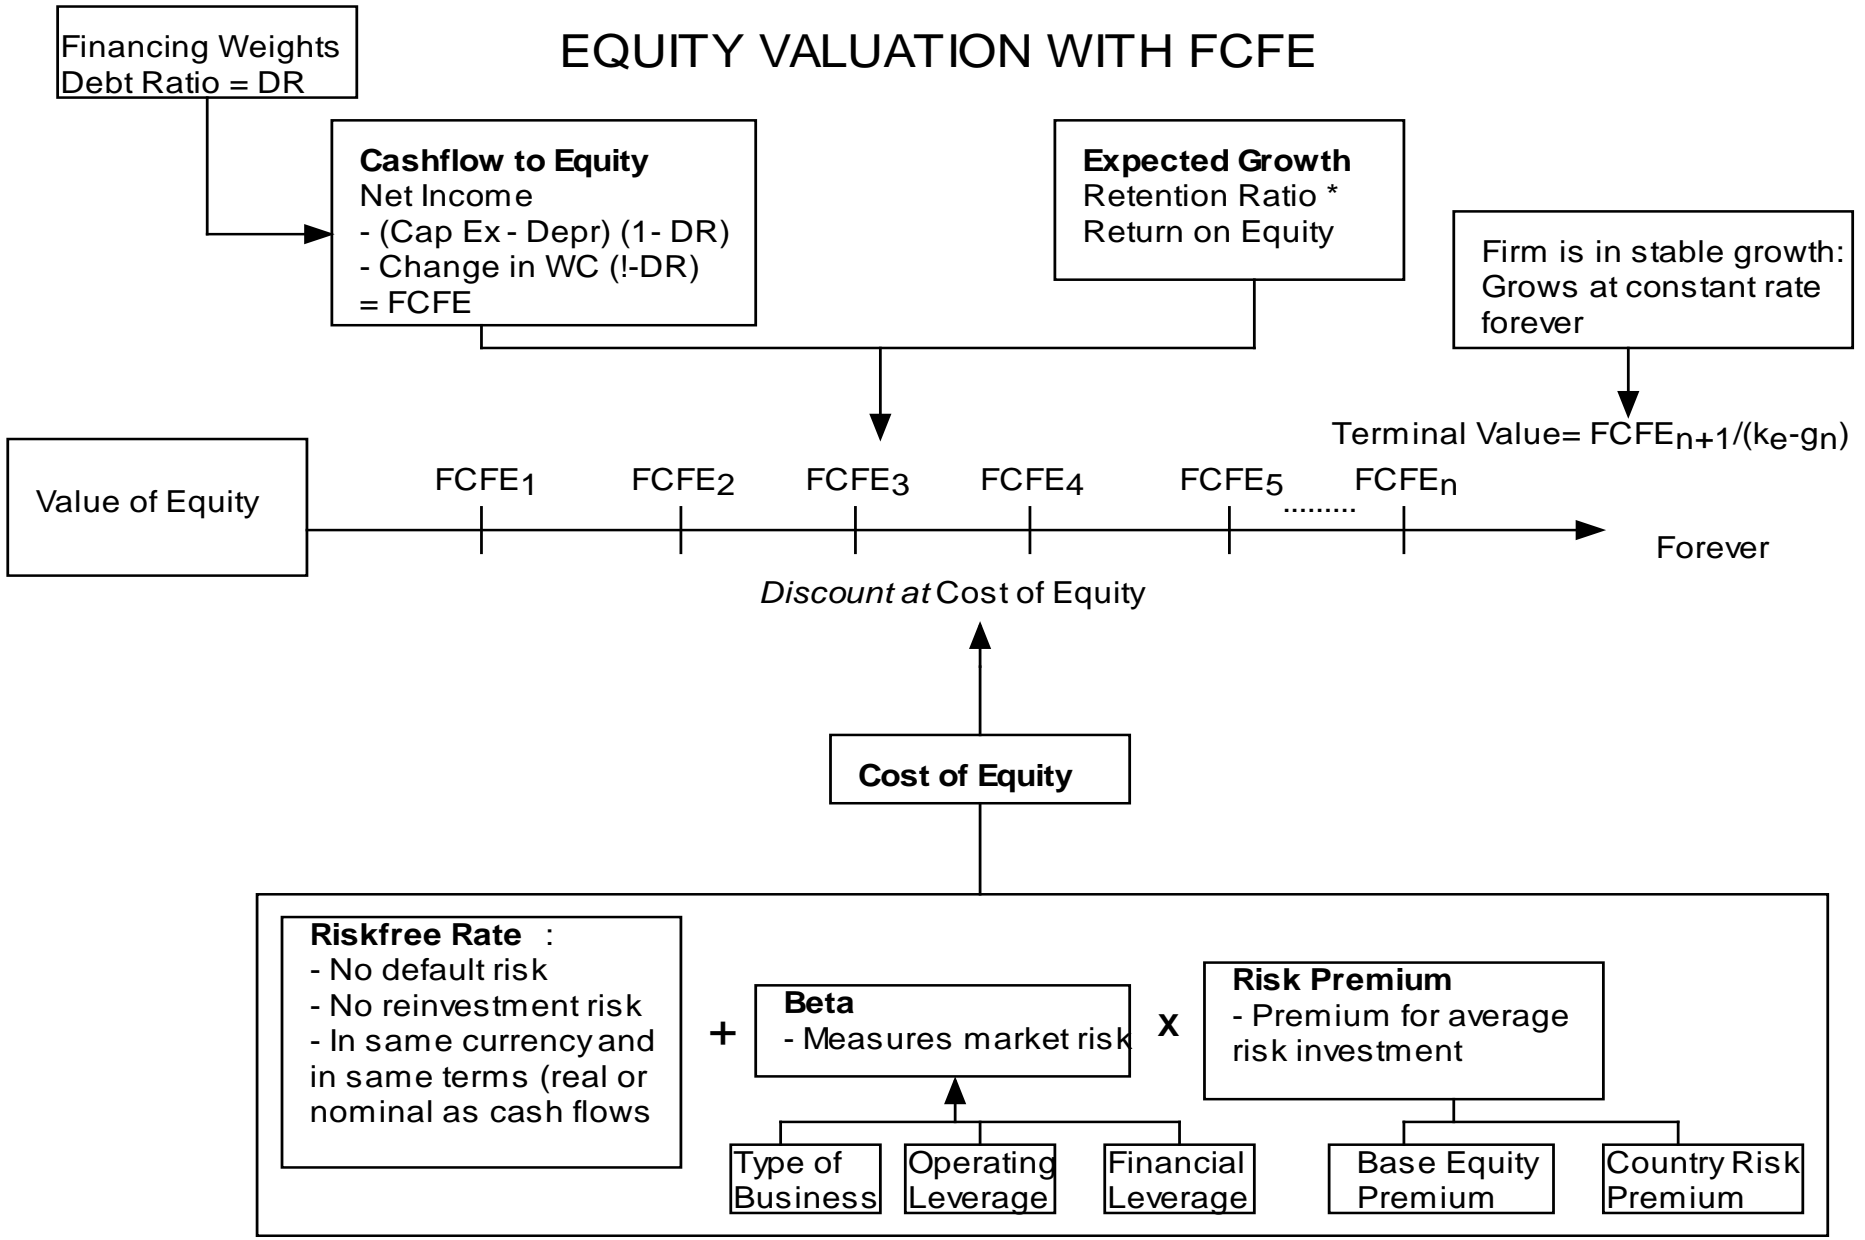 Financing Weights
Debt Ratio = DR
EQUITY VALUATION WITH FCFE
Cashflow to Equity
Net Income
- (Cap Ex - Depr) (1- DR)
- Change in WC (!-DR)
= FCFE
Expected Growth
Retention Ratio *
Return on Equity
Firm is in stable growth:
Grows at constant rate
forever
Terminal Value= FCFEn+1/(ke-gn)
Value of Equity
FCFE1 FCFE2 FCFE3 FCFE4 FCFE5 ......... FCFEn
Forever
Discount at Cost of Equity
Cost of Equity
Riskfree Rate :
- No default risk
- No reinvestment risk
- In same currency and
in same terms (real or
nominal as cash flows
+
Beta
- Measures market risk
X
Risk Premium
- Premium for average
risk investment
Type of
Business
Operating
Leverage
Financial
Leverage
Base Equity
Premium
Country Risk
Premium